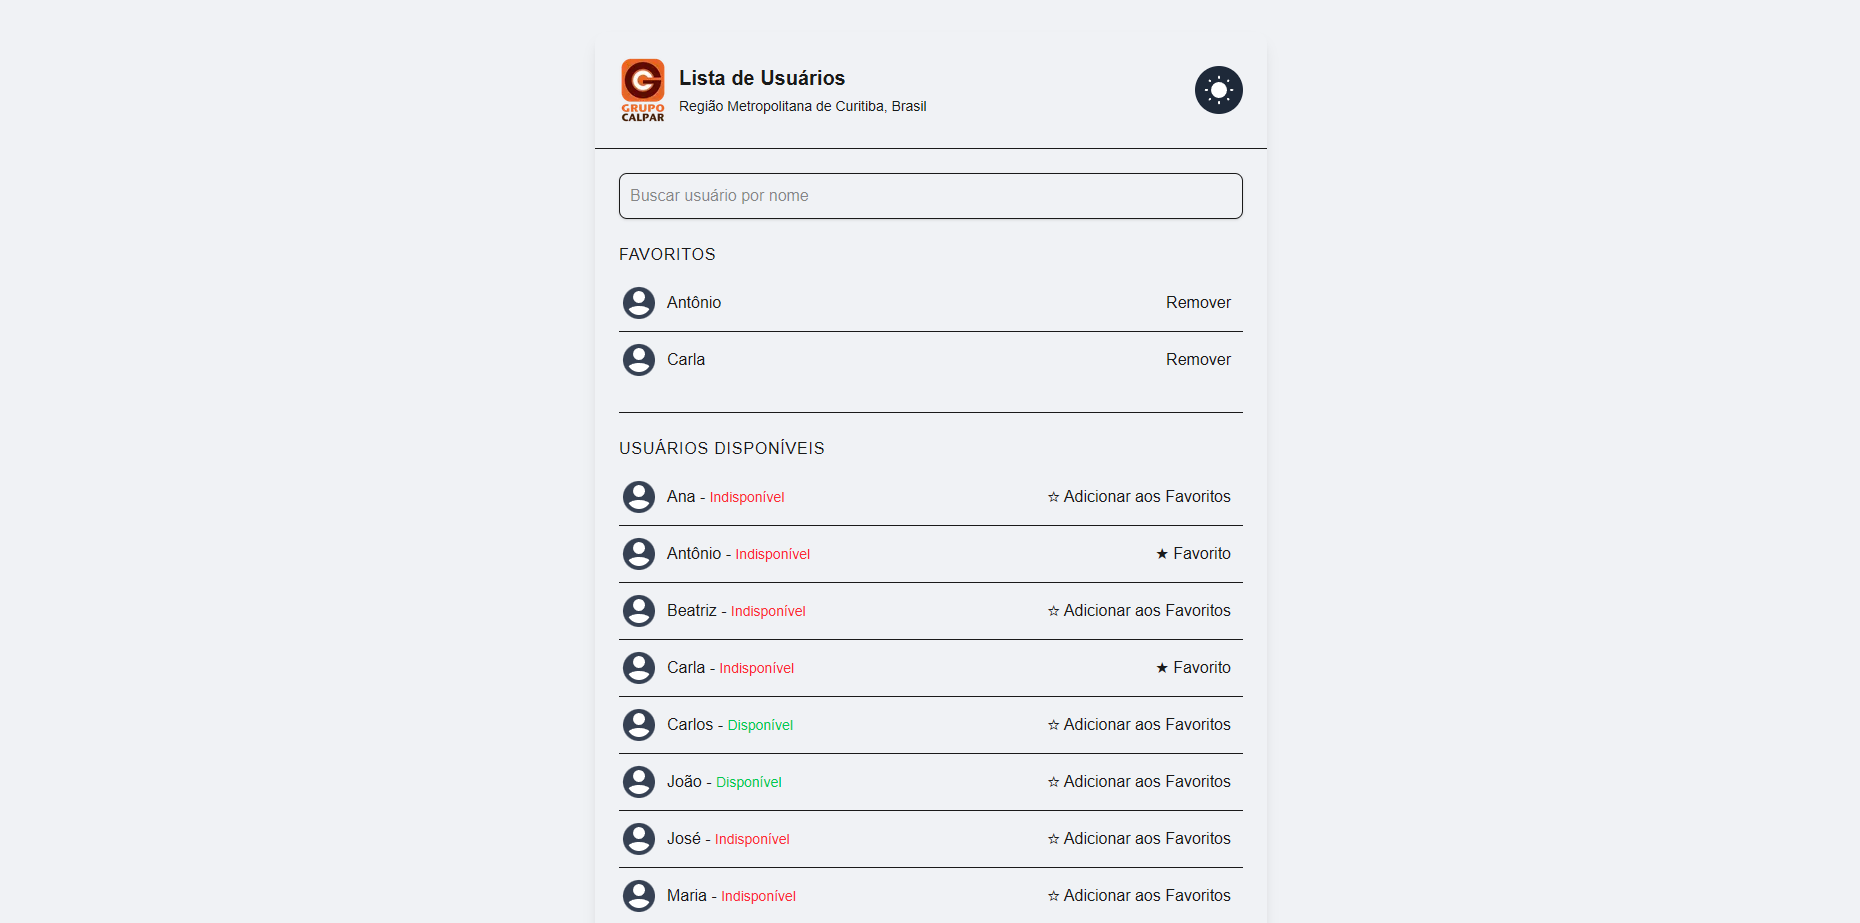 GRUPO
CALPAR
Lista de Usuários
Região Metropolitana de Curitiba, Brasil
Buscar usuário por nome
FAVORITOS
Antônio Remover
Carla Remover
USUÁRIOS DISPONÍVEIS
Ana - Indisponível ☆ Adicionar aos Favoritos
Antônio - Indisponível ★ Favorito
Beatriz - Indisponível ☆ Adicionar aos Favoritos
Carla - Indisponível ★ Favorito
Carlos - Disponível ☆ Adicionar aos Favoritos
João - Disponível ☆ Adicionar aos Favoritos
José - Indisponível ☆ Adicionar aos Favoritos
Maria - Indisponível ☆ Adicionar aos Favoritos